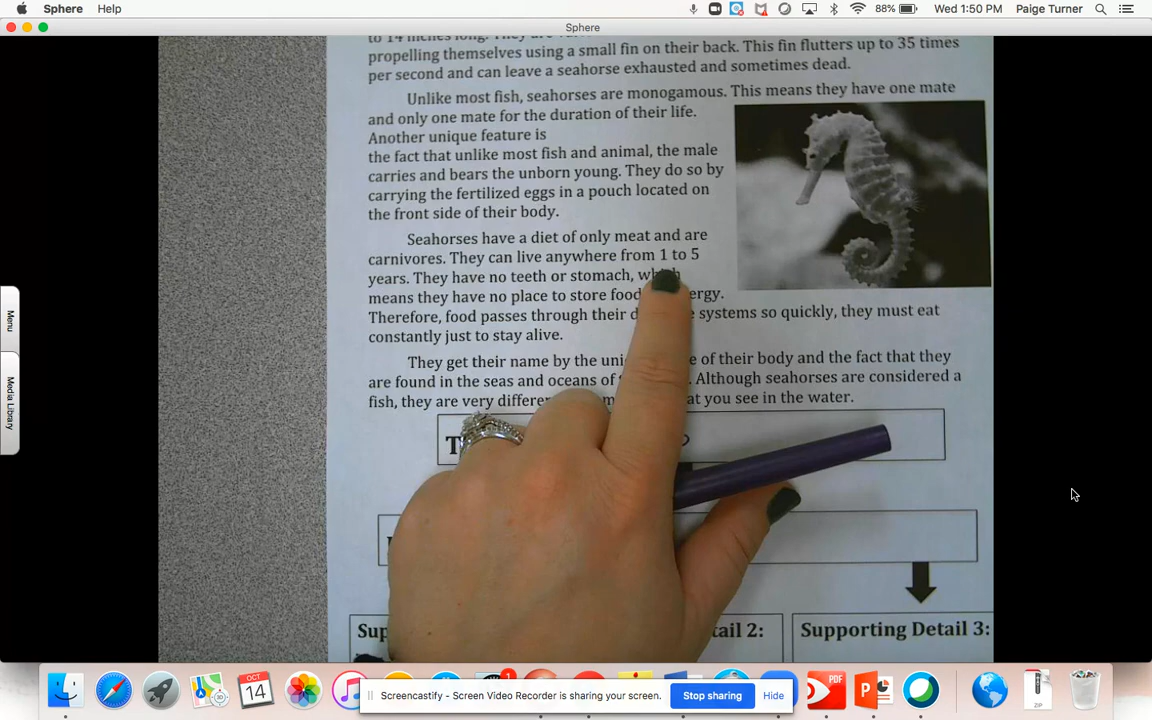 Sphere Help 88% Wed 1:50 PM Paige Turner
Sphere
to 14 inches long. They are
propelling themselves using a small fin on their back. This fin flutters up to 35 times
per second and can leave a seahorse exhausted and sometimes dead.
Unlike most fish, seahorses are monogamous. This means they have one mate
and only one mate for the duration of their life.
Another unique feature is
the fact that unlike most fish and animal, the male
carries and bears the unborn young. They do so by
carrying the fertilized eggs in a pouch located on
the front side of their body.
Seahorses have a diet of only meat and are
carnivores. They can live anywhere from 1 to 5
years. They have no teeth or stomach, which
means they have no place to store food
Therefore, food passes through their systems so quickly, they must eat
constantly just to stay alive.
They get their name by the of their body and the fact that they
are found in the seas and oceans of Although seahorses are considered a
fish, they are very you see in the water.
Supporting Detail 3:
Menu
Media Library
OCT
14
1
PDF
ZIP
Screencastify - Screen Video Recorder is sharing your screen. Stop sharing Hide